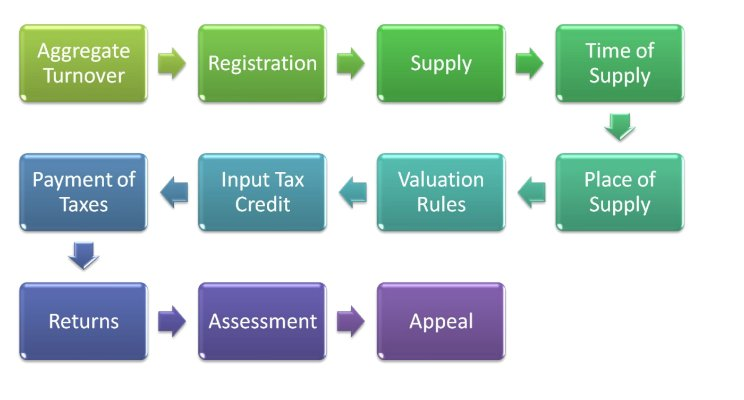 Aggregate
Turnover
Registration
Supply
Time of
Supply
Place of
Supply
Valuation
Rules
Input Tax
Credit
Payment of
Taxes
Returns
Assessment
Appeal